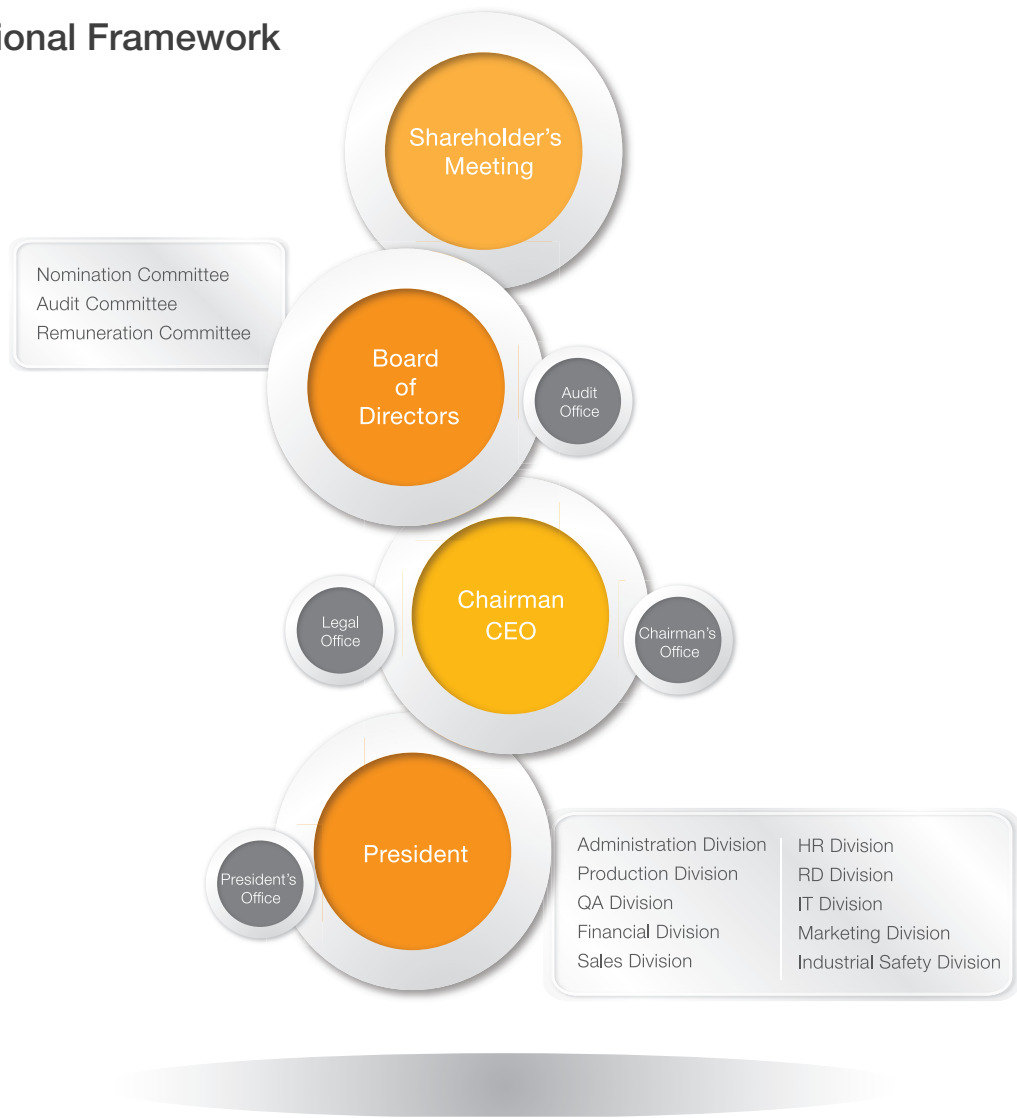 ional Framework
Shareholder's
Meeting
Nomination Committee
Audit Committee
Remuneration Committee
Board
of
Directors
Audit
Office
Chairman
CEO
Legal
Office
Chairman's
Office
President
President's
Office
Administration Division
Production Division
QA Division
Financial Division
Sales Division
HR Division
RD Division
IT Division
Marketing Division
Industrial Safety Division